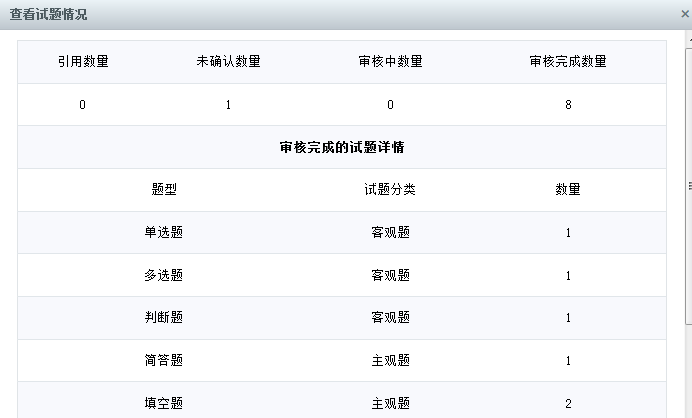 查看试题情况
引用数量 未确认数量 审核中数量 审核完成数量
0 1 0 8
审核完成的试题详情
题型 试题分类 数量
单选题 客观题 1
多选题 客观题 1
判断题 客观题 1
简答题 主观题 1
填空题 主观题 2